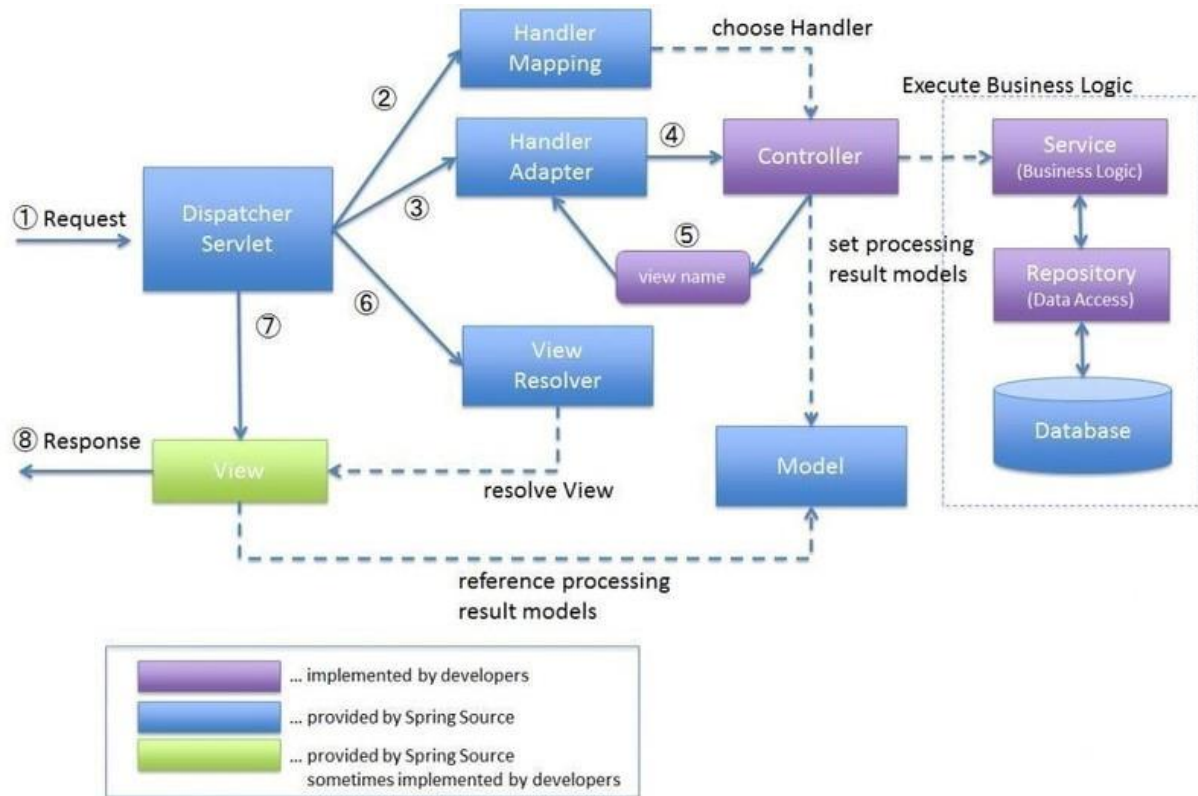 Handler
Mapping
choose Handler
②
Execute Business Logic
Handler
Adapter
④
Controller
Service
(Business Logic)
① Request
Dispatcher
Servlet
③
⑤
view name
set processing
result models
Repository
(Data Access)
⑥
⑦
View
Resolver
Database
⑧ Response
View
resolve View
Model
reference processing
result models
... implemented by developers
... provided by Spring Source
... provided by Spring Source
sometimes implemented by developers